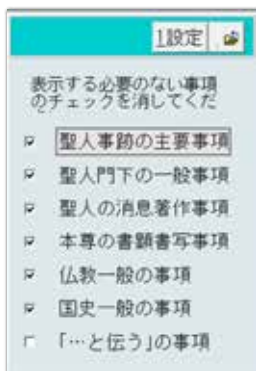 1設定
表示する必要のない事項
のチェックを消してくだ
聖人事跡の主要事項
聖人門下の一般事項
聖人の消息著作事項
本尊の書顕書写事項
仏教一般の事項
国史一般の事項
「…と伝う」の事項